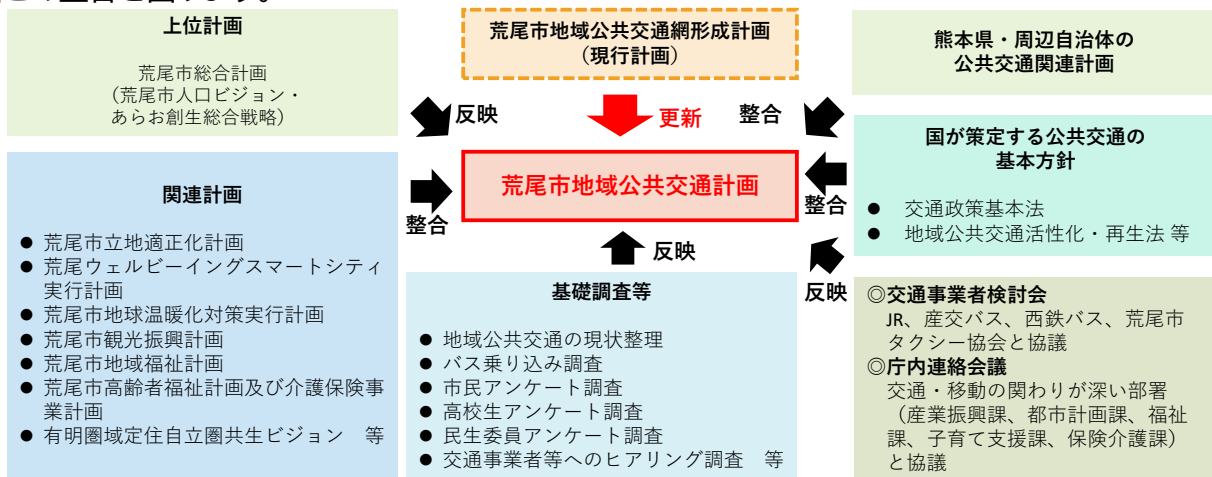 上位計画
荒尾市総合計画
(荒尾市人口ビジョン・
あらお創生総合戦略)
荒尾市地域公共交通網形成計画
（現行計画）
熊本県・周辺自治体の
公共交通関連計画
反映
更新
整合
国が策定する公共交通の
基本方針
● 交通政策基本法
● 地域公共交通活性化・再生法 等
関連計画
● 荒尾市立地適正化計画
● 荒尾ウェルビーイングスマートシティ
実行計画
● 荒尾市地球温暖化対策実行計画
● 荒尾市観光振興計画
● 荒尾市地域福祉計画
● 荒尾市高齢者福祉計画及び介護保険事
業計画
● 有明圏域定住自立圏共生ビジョン　等
整合
荒尾市地域公共交通計画
整合
反映
反映
基礎調査等
● 地域公共交通の現状整理
● バス乗り込み調査
● 市民アンケート調査
● 高校生アンケート調査
● 民生委員アンケート調査
● 交通事業者等へのヒアリング調査　等
◎交通事業者検討会
JR、産交バス、西鉄バス、荒尾市
タクシー協会と協議
◎庁内連絡会議
交通・移動の関わりが深い部署
（産業振興課、都市計画課、福祉
課、子育て支援課、保険介護課）
と協議